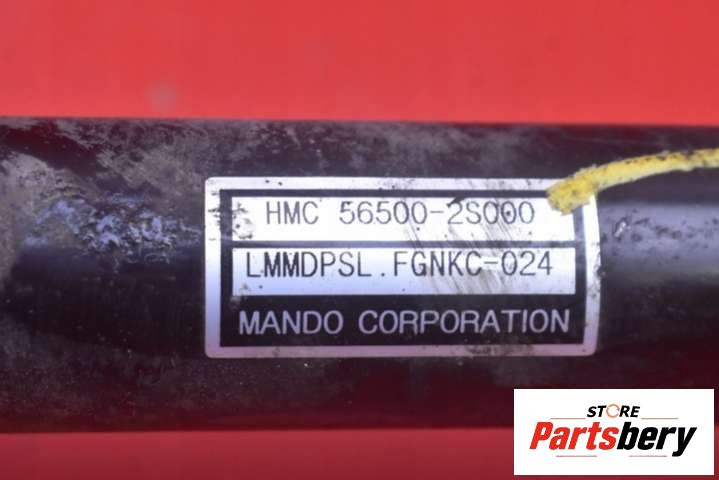 HMC 56500-2S000
LMMDPSL.FGNKC-024
MANDO CORPORATION
STORE
Partsbery